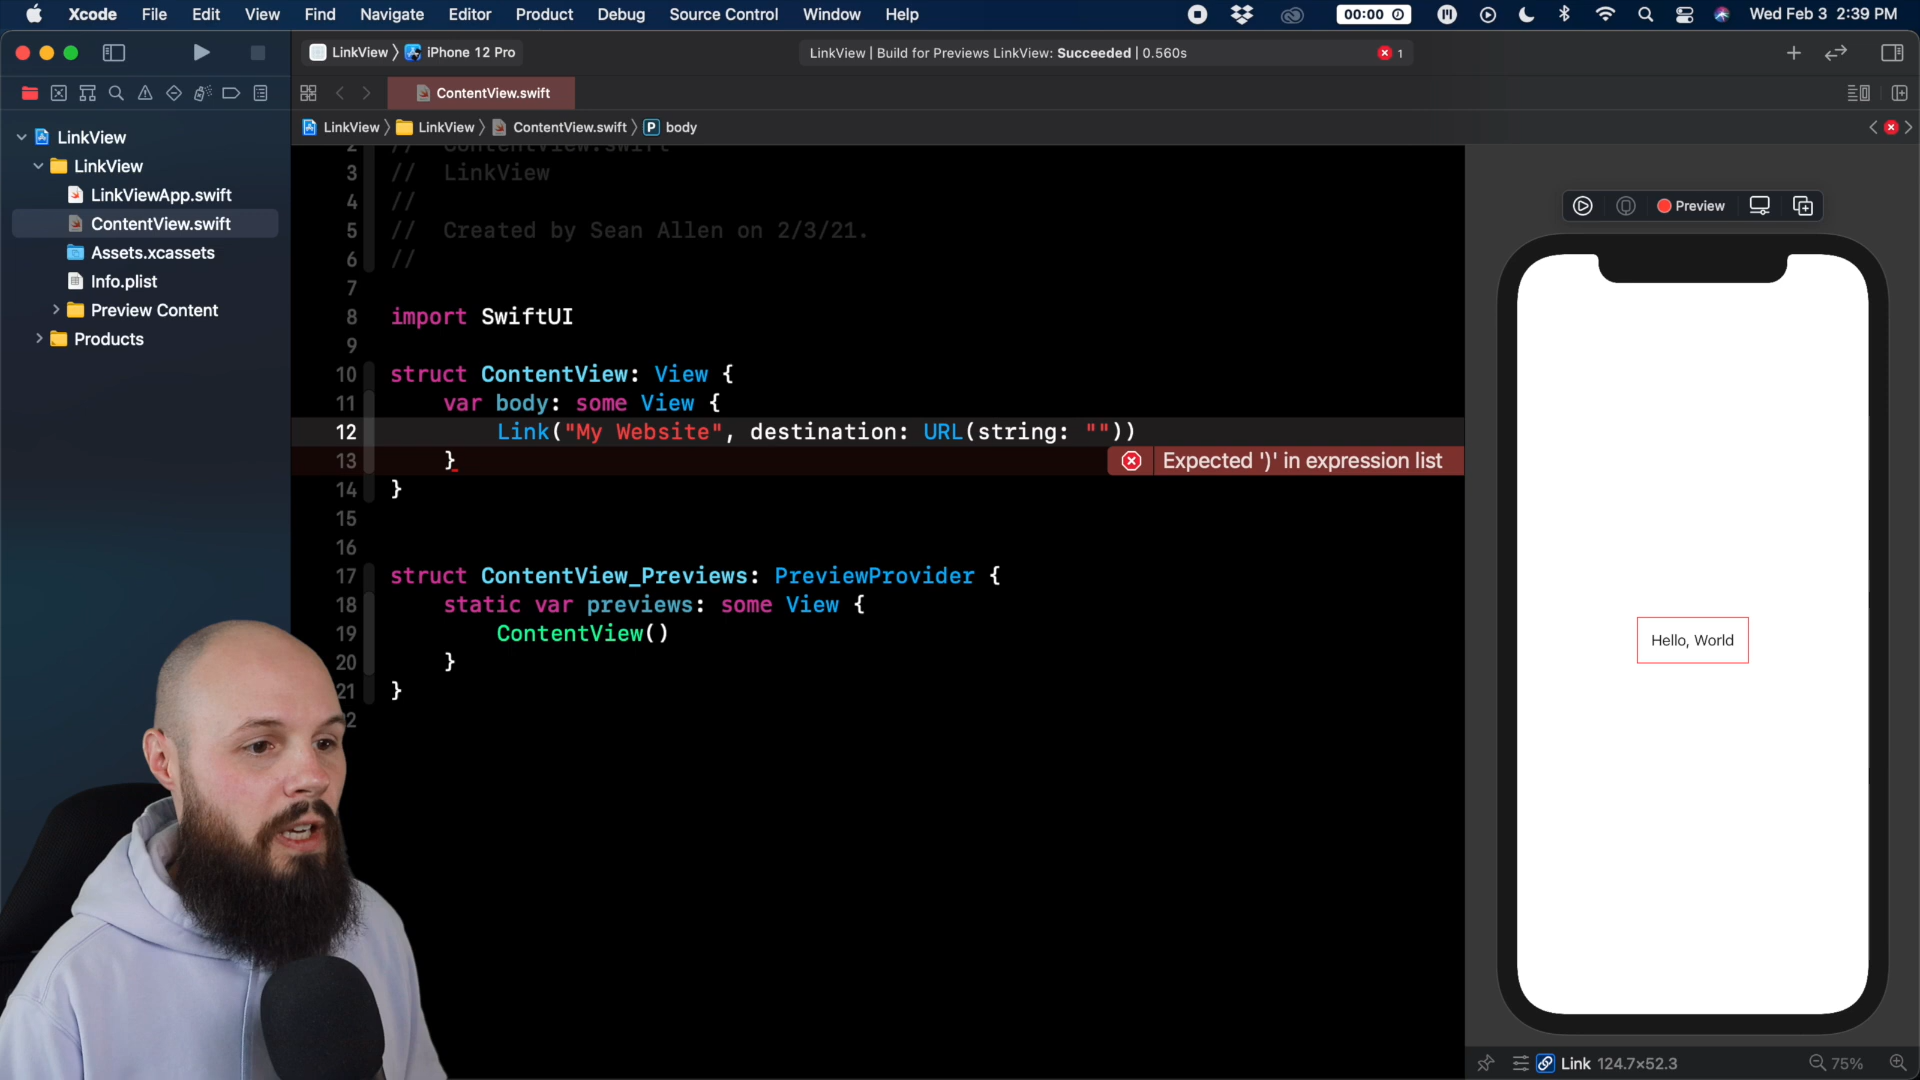 Xcode File Edit View Find Navigate Editor Product Debug Source Control Window Help 00:00 Wed Feb 3 2:39 PM
LinkView 〉 iPhone 12 Pro LinkView | Build for Previews LinkView: Succeeded | 0.560s 1
ContentView.swift
LinkView 〉 LinkView 〉 ContentView.swift 〉 P body
LinkView
LinkView
LinkViewApp.swift
ContentView.swift
Assets.xcassets
Info.plist
Preview Content
Products
2 // ContentView.swift
3 // LinkView
4 //
5 // Created by Sean Allen on 2/3/21.
6 //
7
8 import SwiftUI
9
10 struct ContentView: View {
11 var body: some View {
12 Link("My Website", destination: URL(string: ""))
13 } Expected ')' in expression list
14 }
15
16
17 struct ContentView_Previews: PreviewProvider {
18 static var previews: some View {
19 ContentView()
20 }
21 }
2
Preview
Hello, World
Link 124.7×52.3 75%